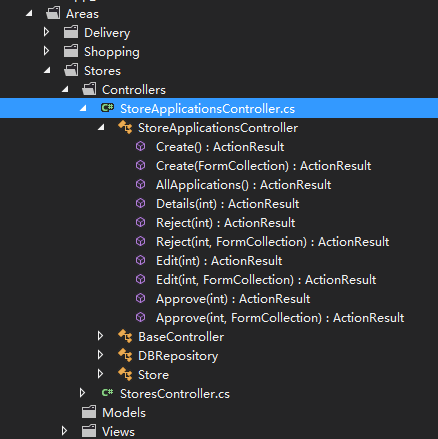 Areas
Delivery
Shopping
Stores
Controllers
C# StoreApplicationsController.cs
StoreApplicationsController
Create() : ActionResult
Create(FormCollection) : ActionResult
AllApplications() : ActionResult
Details(int) : ActionResult
Reject(int) : ActionResult
Reject(int, FormCollection) : ActionResult
Edit(int) : ActionResult
Edit(int, FormCollection) : ActionResult
Approve(int) : ActionResult
Approve(int, FormCollection) : ActionResult
BaseController
DBRepository
Store
C# StoresController.cs
Models
Views